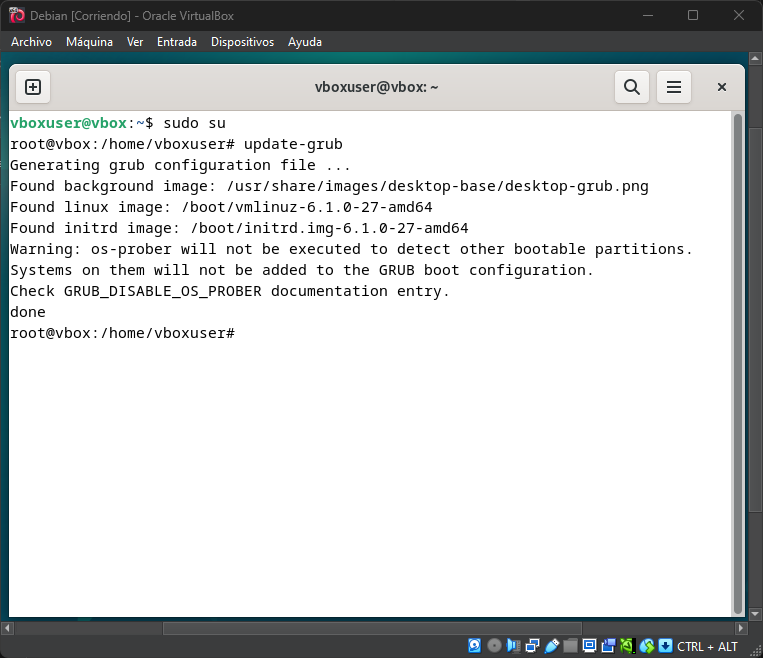 Debian [Corriendo] - Oracle VirtualBox
Archivo Máquina Ver Entrada Dispositivos Ayuda
vboxuser@vbox: ~
vboxuser@vbox:~$ sudo su
root@vbox:/home/vboxuser# update-grub
Generating grub configuration file ...
Found background image: /usr/share/images/desktop-base/desktop-grub.png
Found linux image: /boot/vmlinuz-6.1.0-27-amd64
Found initrd image: /boot/initrd.img-6.1.0-27-amd64
Warning: os-prober will not be executed to detect other bootable partitions.
Systems on them will not be added to the GRUB boot configuration.
Check GRUB_DISABLE_OS_PROBER documentation entry.
done
root@vbox:/home/vboxuser#
CTRL + ALT